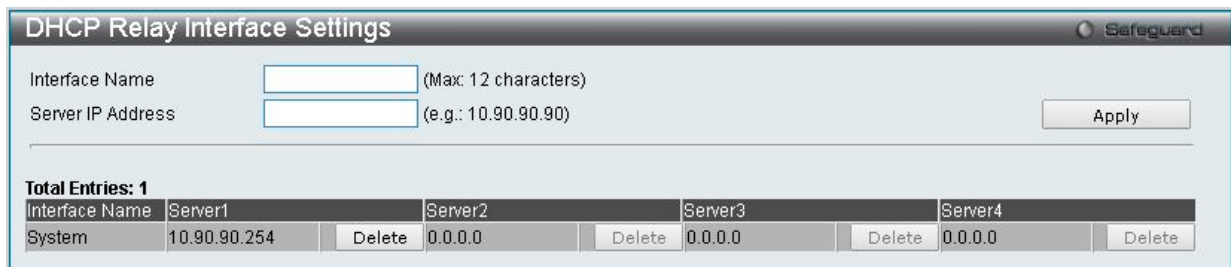 DHCP Relay Interface Settings Safeguard
Interface Name (Max: 12 characters)
Server IP Address (e.g.: 10.90.90.90) Apply
Total Entries: 1
Interface Name Server1 Server2 Server3 Server4
System 10.90.90.254 Delete 0.0.0.0 Delete 0.0.0.0 Delete 0.0.0.0 Delete